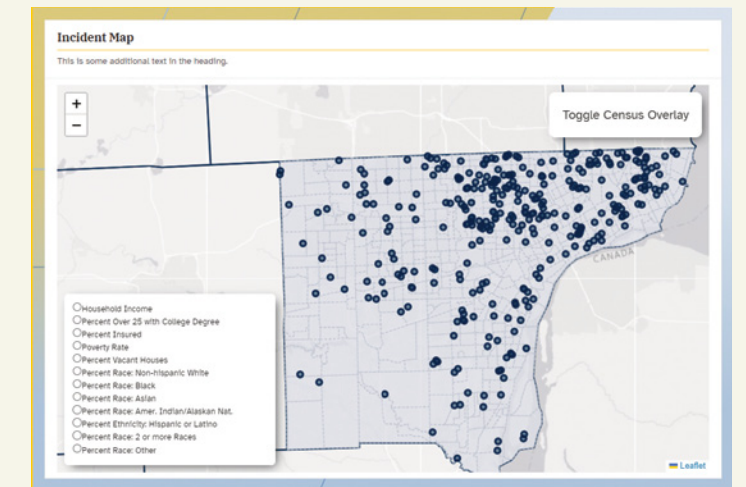 Incident Map
This is some additional text in the heading.
+
−
Toggle Census Overlay
CANADA
Household Income
Percent Over 25 with College Degree
Percent Insured
Poverty Rate
Percent Vacant Houses
Percent Race: Non-hispanic White
Percent Race: Black
Percent Race: Asian
Percent Race: Amer. Indian/Alaskan Nat.
Percent Ethnicity: Hispanic or Latino
Percent Race: 2 or more Races
Percent Race: Other
Leaflet